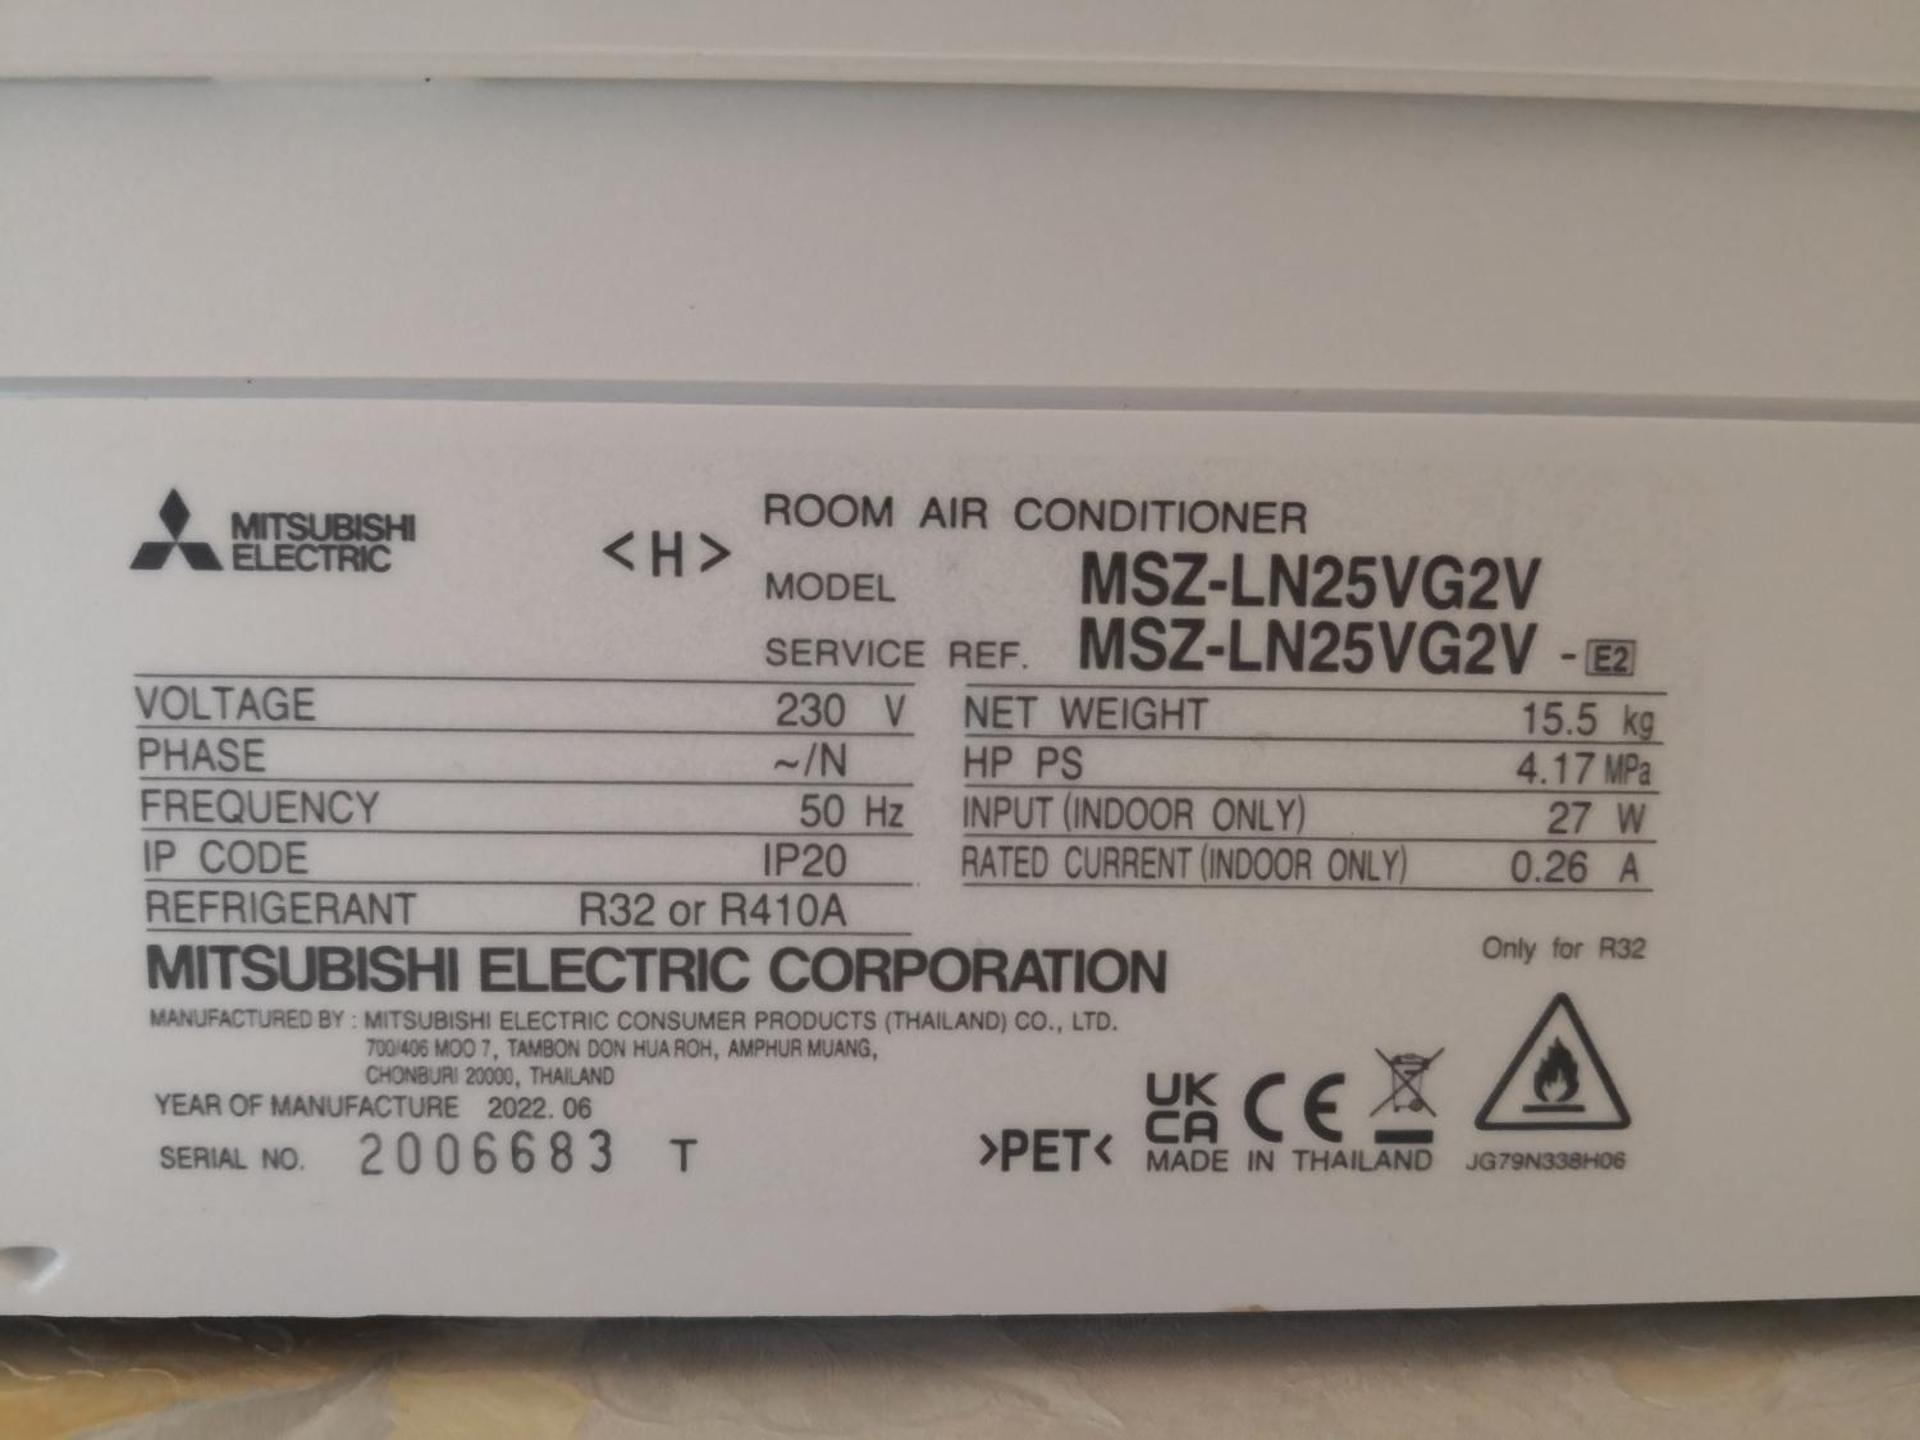 MITSUBISHI
ELECTRIC
<H>
ROOM AIR CONDITIONER
MODEL MSZ-LN25VG2V
SERVICE REF. MSZ-LN25VG2V - E2
VOLTAGE 230 V
PHASE ~/N
FREQUENCY 50 Hz
IP CODE IP20
REFRIGERANT R32 or R410A
NET WEIGHT 15.5 kg
HP PS 4.17 MPa
INPUT (INDOOR ONLY) 27 W
RATED CURRENT (INDOOR ONLY) 0.26 A
MITSUBISHI ELECTRIC CORPORATION
MANUFACTURED BY : MITSUBISHI ELECTRIC CONSUMER PRODUCTS (THAILAND) CO., LTD.
700/406 MOO 7, TAMBON DON HUA ROH, AMPHUR MUANG,
CHONBURI 20000, THAILAND
YEAR OF MANUFACTURE 2022. 06
SERIAL NO. 2006683 T
>PET<
UK
CA
CE
MADE IN THAILAND
Only for R32
JG79N338H06